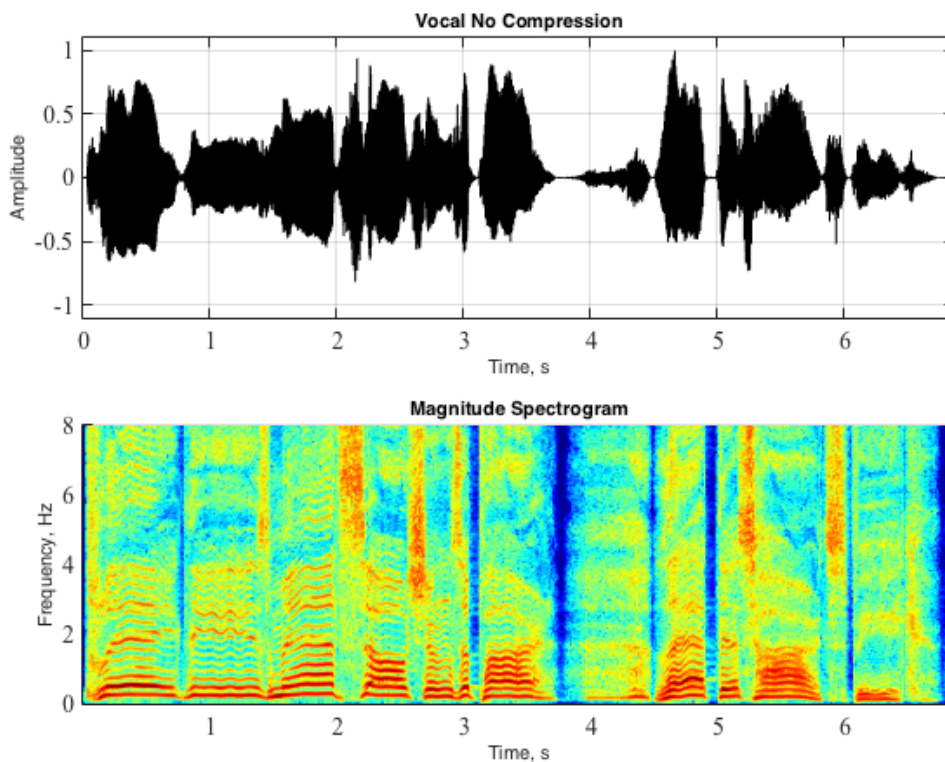 Vocal No Compression
1
0.5
0
-0.5
-1
Amplitude
0 1 2 3 4 5 6
Time, s
Magnitude Spectrogram
8
6
4
2
0
Frequency, Hz
1 2 3 4 5 6
Time, s